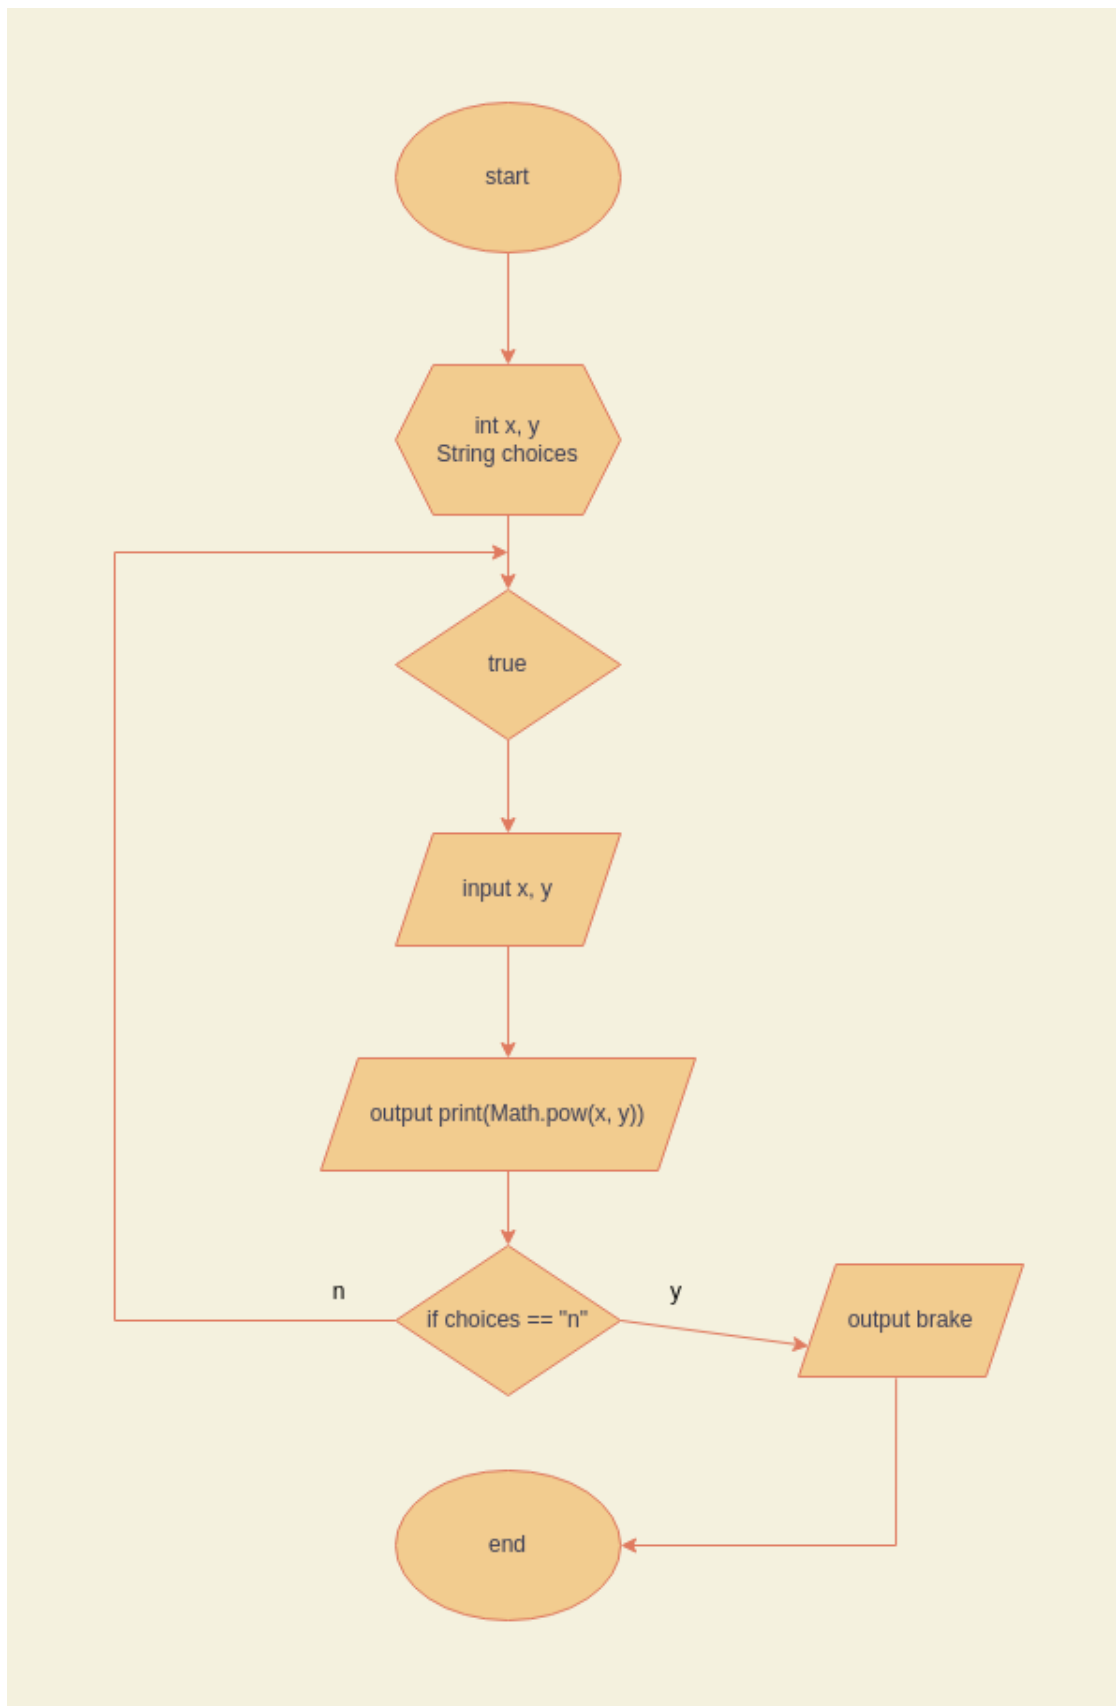 start
int x, y
String choices
true
input x, y
output print(Math.pow(x, y))
n
if choices == "n"
y
output brake
end